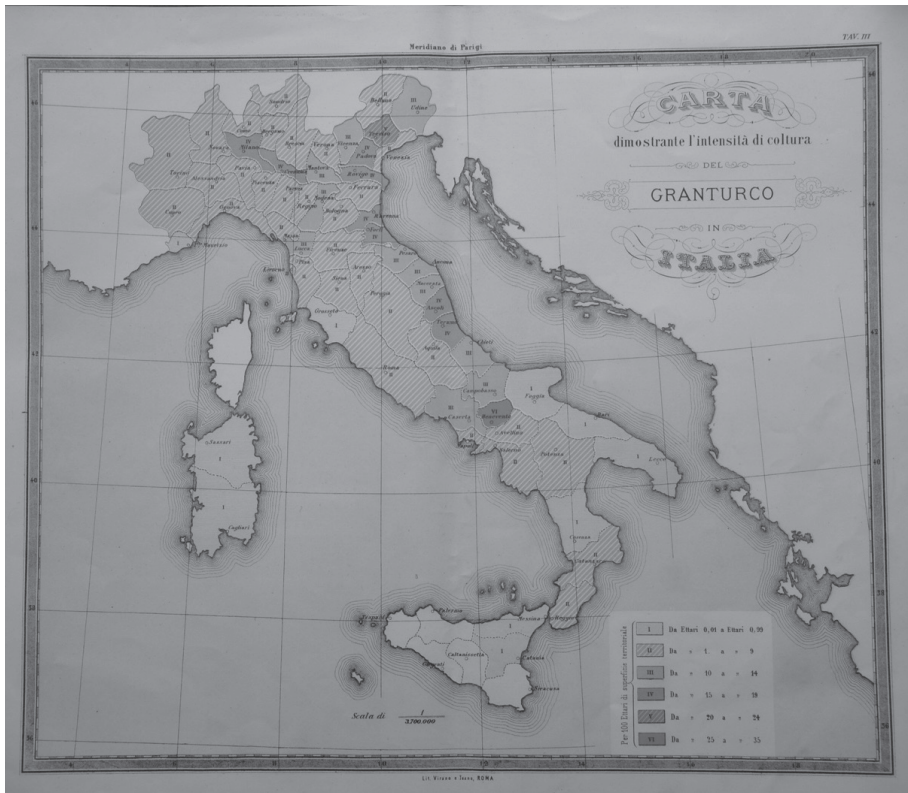 TAV. III
Meridiano di Parigi
CARTA
dimostrante l'intensità di coltura
DEL
GRANTURCO
IN
ITALIA
Belluno
Udine
Sondrio
Como
Bergamo
Treviso
Novara
Milano
Brescia
Verona
Vicenza
Padova
Venezia
Torino
Pavia
Cremona
Mantova
Rovigo
Alessandria
Piacenza
Parma
Ferrara
Cuneo
Reggio
Modena
Bologna
Ravenna
Forlì
Massa
Lucca
Firenze
Pisa
Livorno
Arezzo
Ancona
Siena
Macerata
Perugia
Ascoli
Grosseto
Teramo
Chieti
Aquila
Roma
Campobasso
Foggia
Caserta
Benevento
Bari
Avellino
Salerno
Potenza
Lecce
Sassari
Cagliari
Cosenza
Catanzaro
Palermo
Messina
Reggio
Trapani
Caltanissetta
Catania
Girgenti
Siracusa
Per 100 Ettari di superficie territoriale
I Da Ettari 0,01 a Ettari 0,99
II Da " 1. a " 9
III Da " 10 a " 14
IV Da " 15 a " 19
V Da " 20 a " 24
VI Da " 25 a " 35
Scala di 1/3.700.000
Lit. Virano e Teano, ROMA